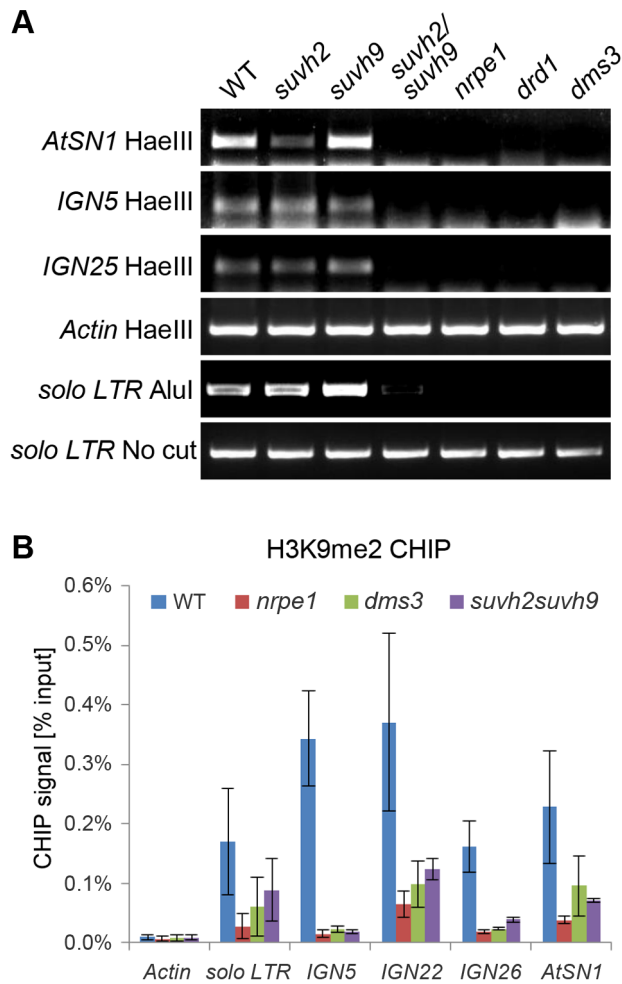 A
WT
suvh2
suvh9
suvh2/
suvh9
nrpe1
drd1
dms3
AtSN1 HaeIII
IGN5 HaeIII
IGN25 HaeIII
Actin HaeIII
solo LTR AluI
solo LTR No cut
B
H3K9me2 CHIP
0.6%
0.5%
0.4%
0.3%
0.2%
0.1%
0.0%
CHIP signal [% input]
WT nrpe1 dms3 suvh2suvh9
Actin solo LTR IGN5 IGN22 IGN26 AtSN1